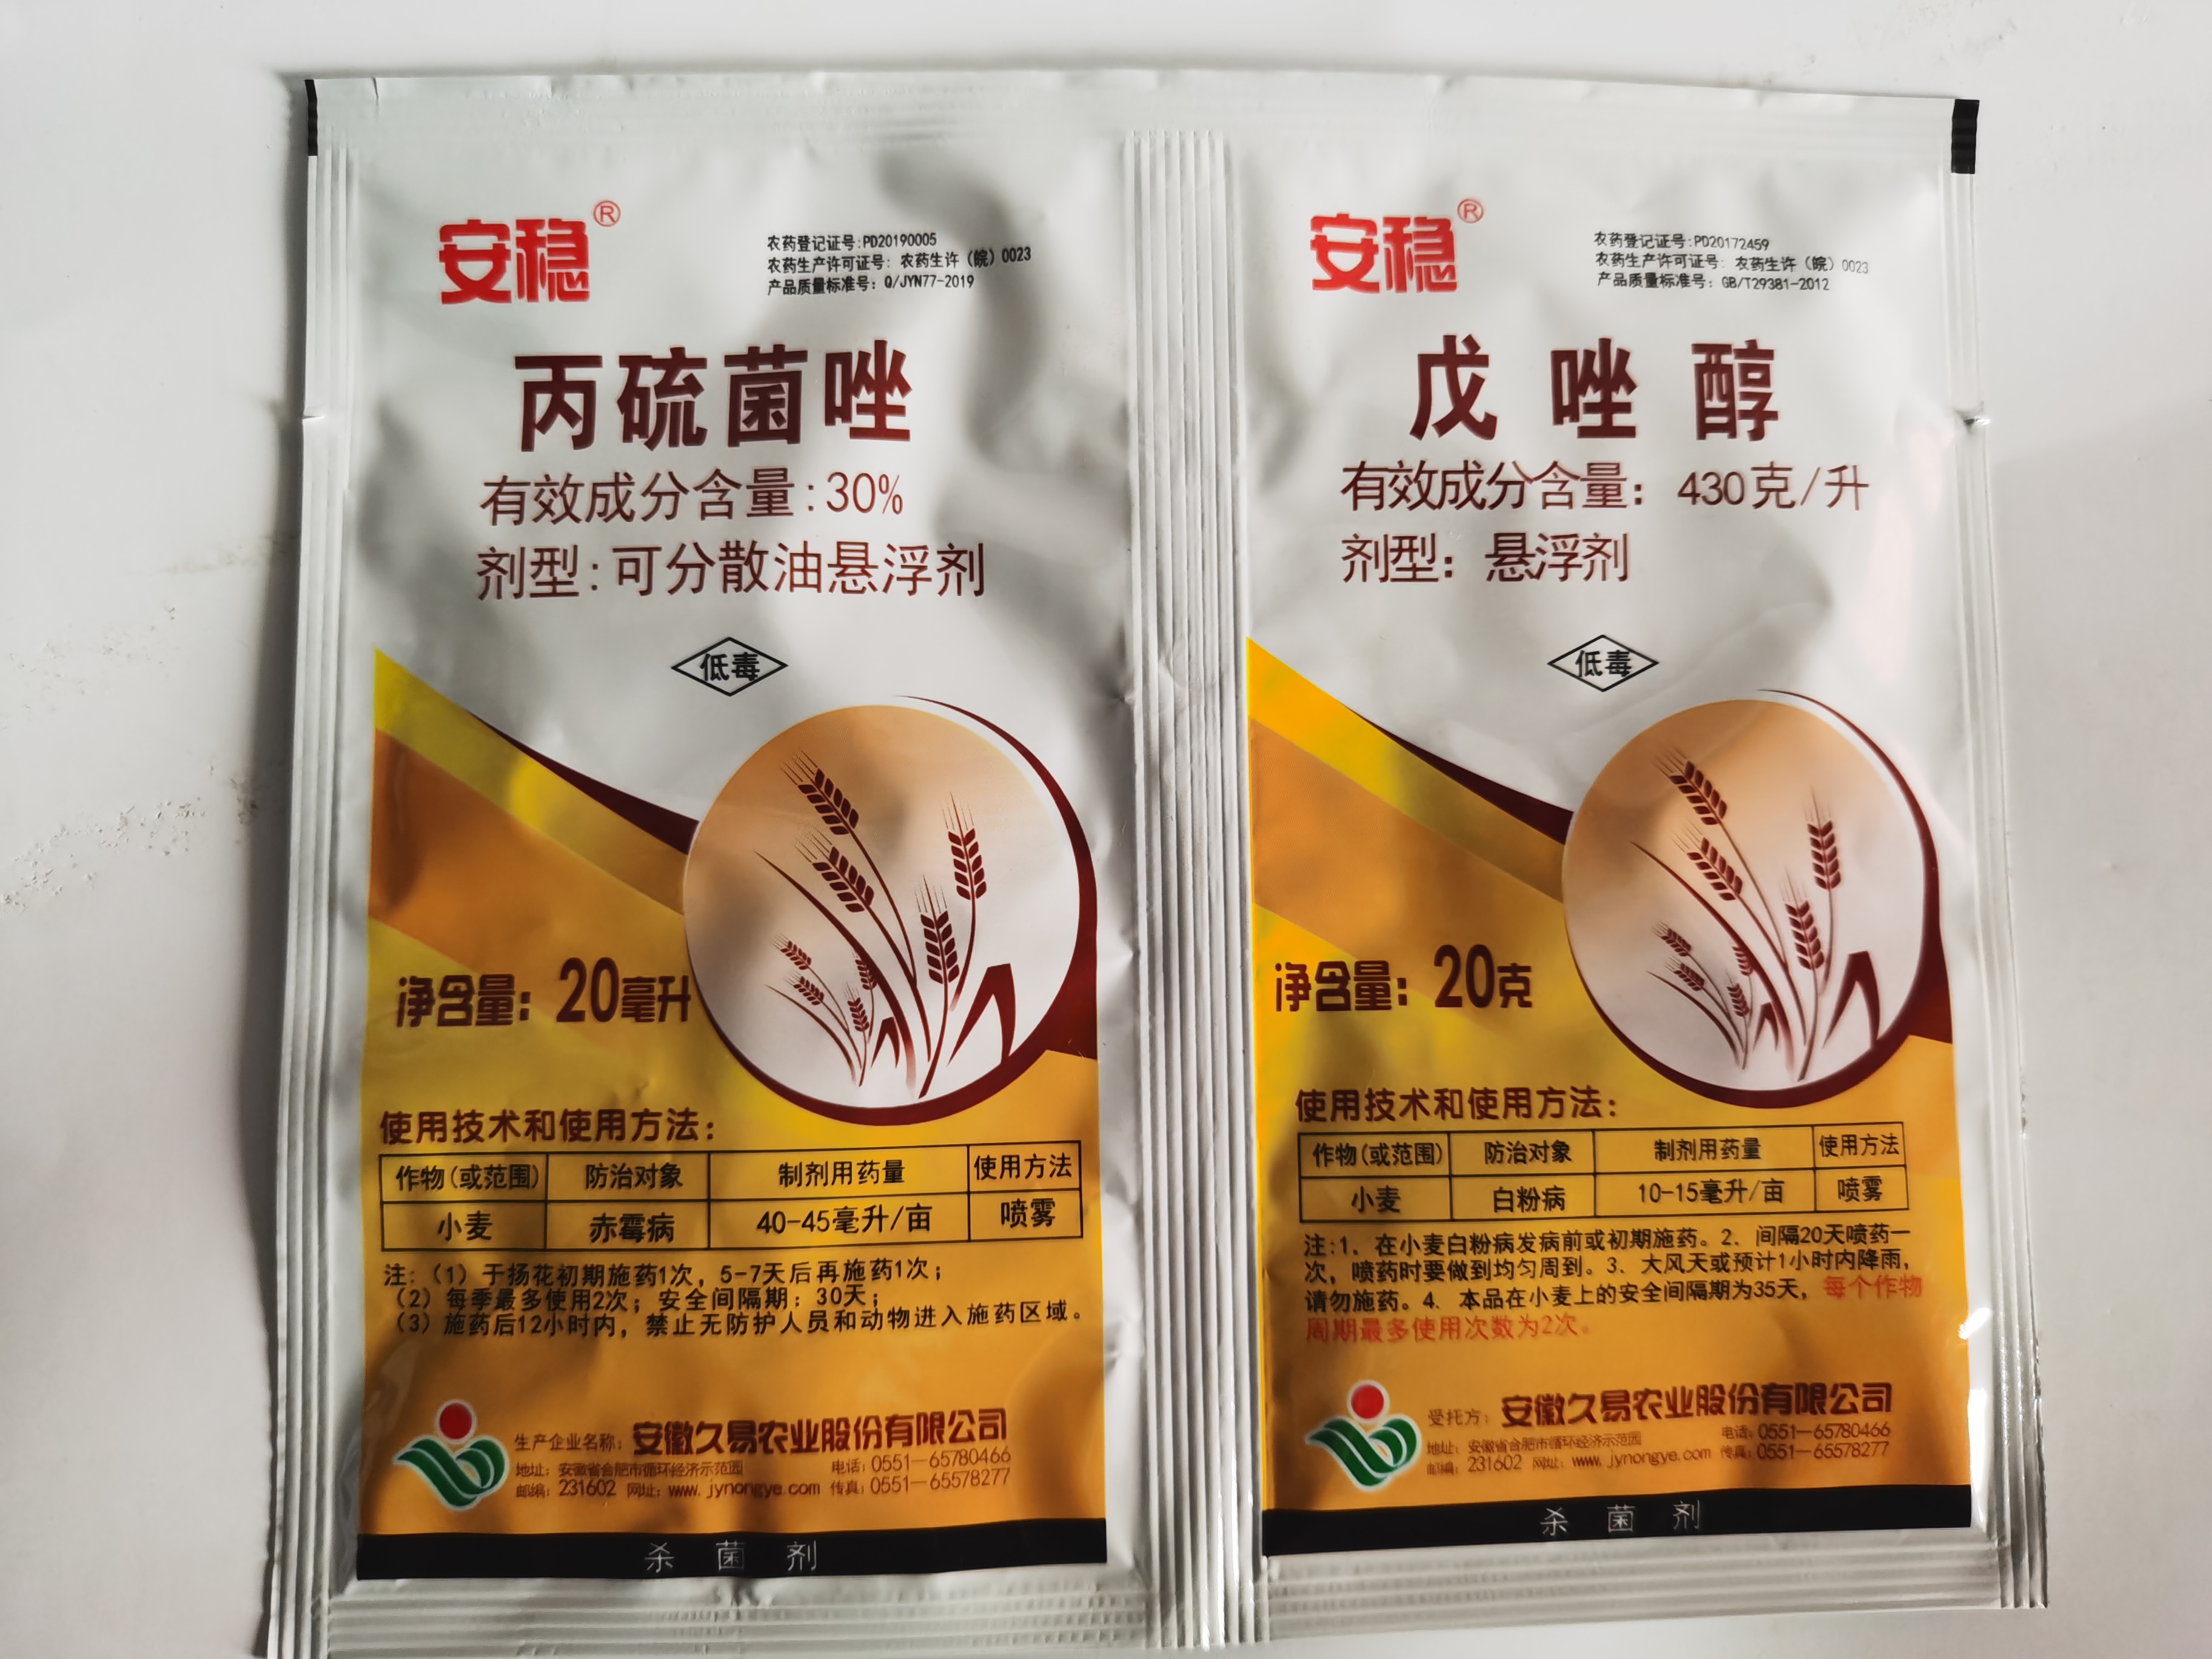 安稳®
农药登记证号:PD20190005
农药生产许可证号：农药生许（皖）0023
产品质量标准号：Q/JYN77-2019
丙硫菌唑
有效成分含量:30%
剂型:可分散油悬浮剂
低毒
净含量：20毫升
使用技术和使用方法：
作物(或范围) 防治对象 制剂用药量 使用方法
小麦 赤霉病 40-45毫升/亩 喷雾
注:（1）于扬花初期施药1次，5-7天后再施药1次；
（2）每季最多使用2次；安全间隔期：30天；
（3）施药后12小时内，禁止无防护人员和动物进入施药区域。
生产企业名称：安徽久易农业股份有限公司
地址：安徽省合肥市循环经济示范园 电话：0551—65780466
邮编：231602 网址：www.jynongye.com 传真：0551—65578277
杀菌剂
安稳®
农药登记证号:PD20172459
农药生产许可证号：农药生许（皖）0023
产品质量标准号：GB/T29381-2012
戊唑醇
有效成分含量：430克/升
剂型：悬浮剂
低毒
净含量：20克
使用技术和使用方法：
作物(或范围) 防治对象 制剂用药量 使用方法
小麦 白粉病 10-15毫升/亩 喷雾
注:1、在小麦白粉病发病前或初期施药。2、间隔20天喷药一
次，喷药时要做到均匀周到。3、大风天或预计1小时内降雨，
请勿施药。4、本品在小麦上的安全间隔期为35天，每个作物
周期最多使用次数为2次。
受托方：安徽久易农业股份有限公司
地址：安徽省合肥市循环经济示范园 电话：0551—65780466
邮编：231602 网址：www.jynongye.com 传真：0551—65578277
杀菌剂